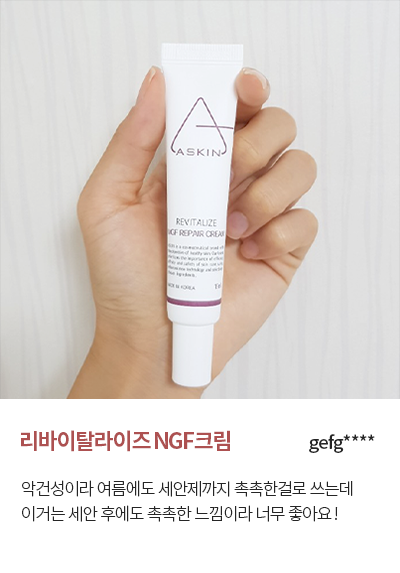 ASKIN
REVITALIZE
NGF REPAIR CREAM
MADE IN KOREA
리바이탈라이즈 NGF크림
gefg****
악건성이라 여름에도 세안제까지 촉촉한걸로 쓰는데
이거는 세안 후에도 촉촉한 느낌이라 너무 좋아요!